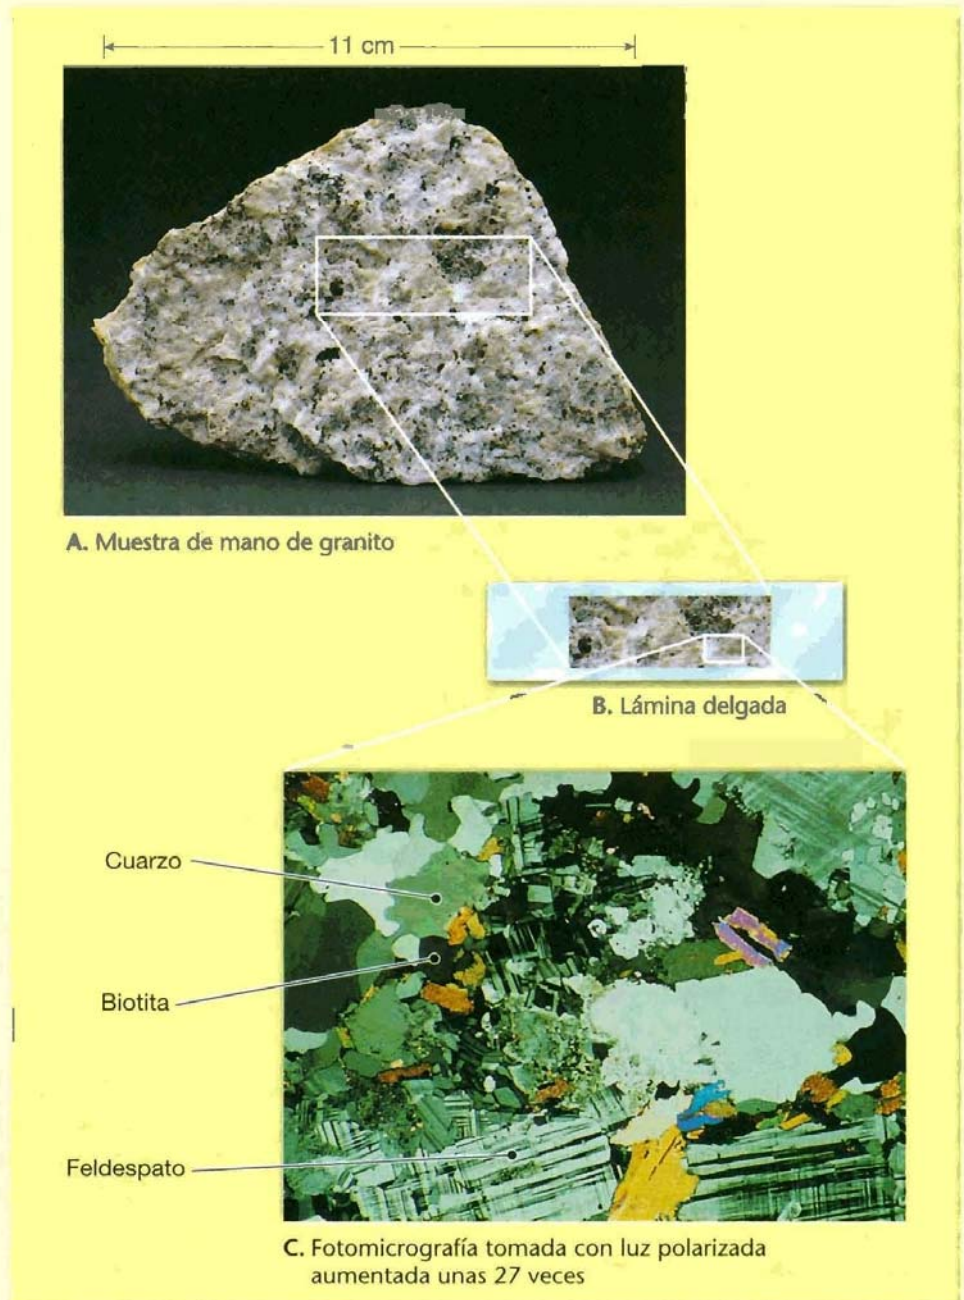 11 cm
A. Muestra de mano de granito
B. Lámina delgada
Cuarzo
Biotita
Feldespato
C. Fotomicrografía tomada con luz polarizada
aumentada unas 27 veces